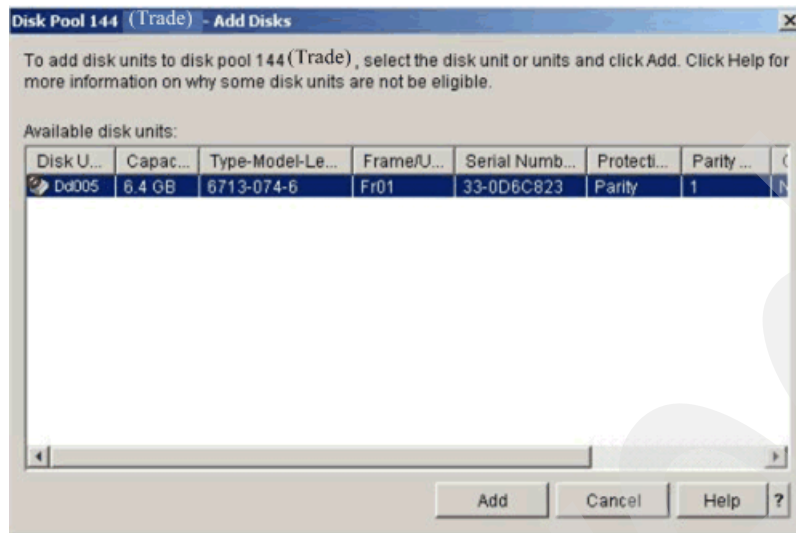 Disk Pool 144 (Trade) - Add Disks
To add disk units to disk pool 144 (Trade) , select the disk unit or units and click Add. Click Help for
more information on why some disk units are not be eligible.
Available disk units:
Disk U... Capac... Type-Model-Le... Frame/U... Serial Numb... Protecti... Parity ...
Dd005 6.4 GB 6713-074-6 Fr01 33-0D6C823 Parity 1 N
Add Cancel Help ?